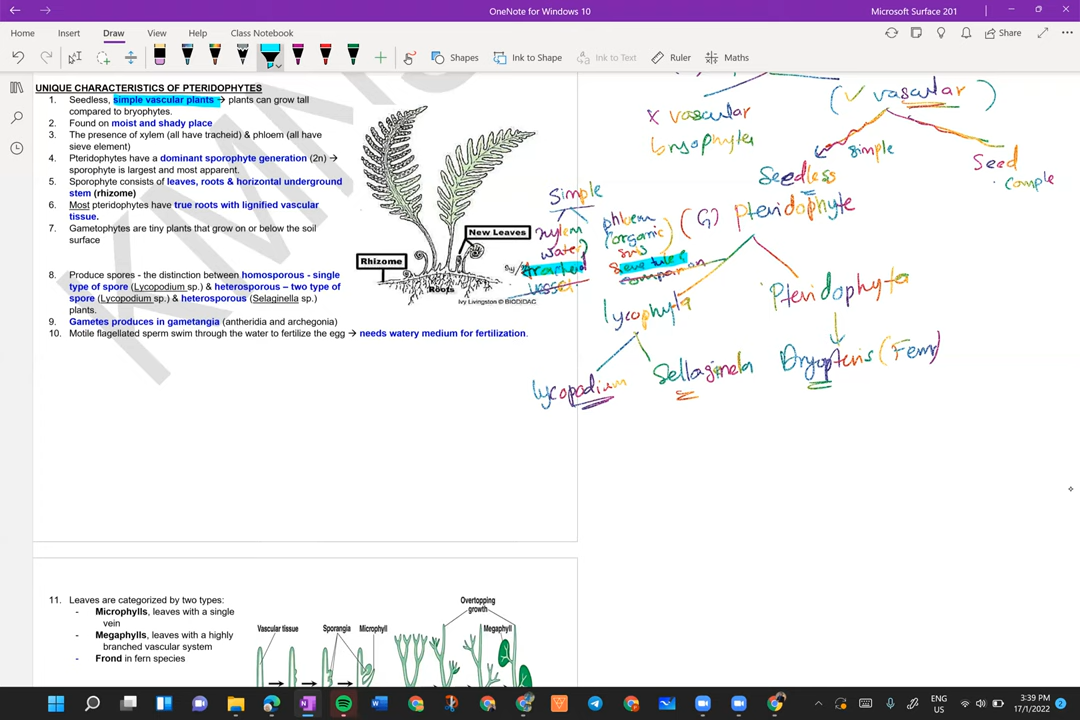 OneNote for Windows 10
Microsoft Surface 201
Home Insert Draw View Help Class Notebook
Share
Shapes Ink to Shape Ink to Text Ruler Maths
UNIQUE CHARACTERISTICS OF PTERIDOPHYTES
1. Seedless, simple vascular plants → plants can grow tall
compared to bryophytes.
2. Found on moist and shady place
3. The presence of xylem (all have tracheid) & phloem (all have
sieve element)
4. Pteridophytes have a dominant sporophyte generation (2n) →
sporophyte is largest and most apparent.
5. Sporophyte consists of leaves, roots & horizontal underground
stem (rhizome)
6. Most pteridophytes have true roots with lignified vascular
tissue.
7. Gametophytes are tiny plants that grow on or below the soil
surface
8. Produce spores - the distinction between homosporous - single
type of spore (Lycopodium sp.) & heterosporous – two type of
spore (Lycopodium sp.) & heterosporous (Selaginella sp.)
plants.
9. Gametes produces in gametangia (antheridia and archegonia)
10. Motile flagellated sperm swim through the water to fertilize the egg → needs watery medium for fertilization.
New Leaves
Rhizome
Roots
Ivy Livingston © BIODIDAC
(✓ vascular )
x vascular
bryophytes
simple
Seed
comple
Seedless
Simple
xylem
water)
tracheid
vessel
phloem
(organic
)
sieve tube &
companion
(G) Pteridophyte
Lycophyta
Pteridophyta
Lycopodium
Sellaginela
Dryopteris (Fern)
11. Leaves are categorized by two types:
- Microphylls, leaves with a single
vein
- Megaphylls, leaves with a highly
branched vascular system
- Frond in fern species
Vascular tissue
Sporangia
Microphyll
Overtopping
growth
Megaphyll
ENG
US
3:39 PM
17/1/2022
2